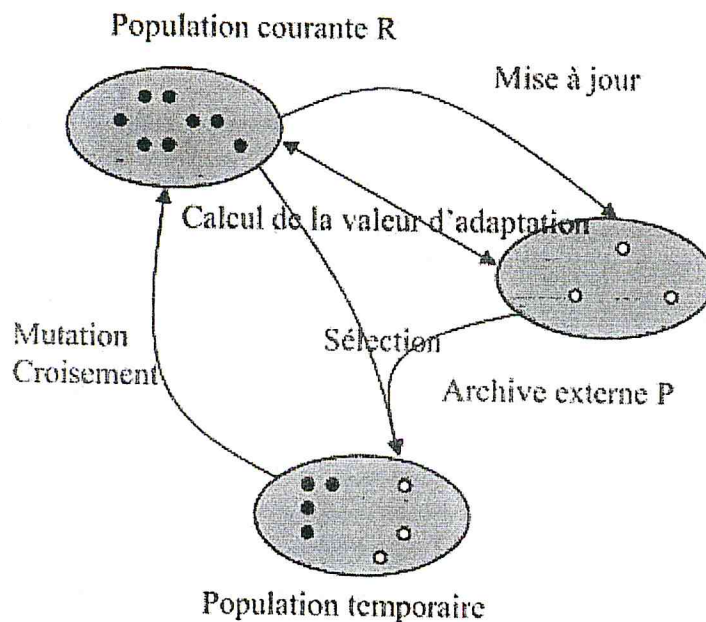 Population courante R
Mise à jour
Calcul de la valeur d'adaptation
Mutation
Croisement
Sélection
Archive externe P
Population temporaire